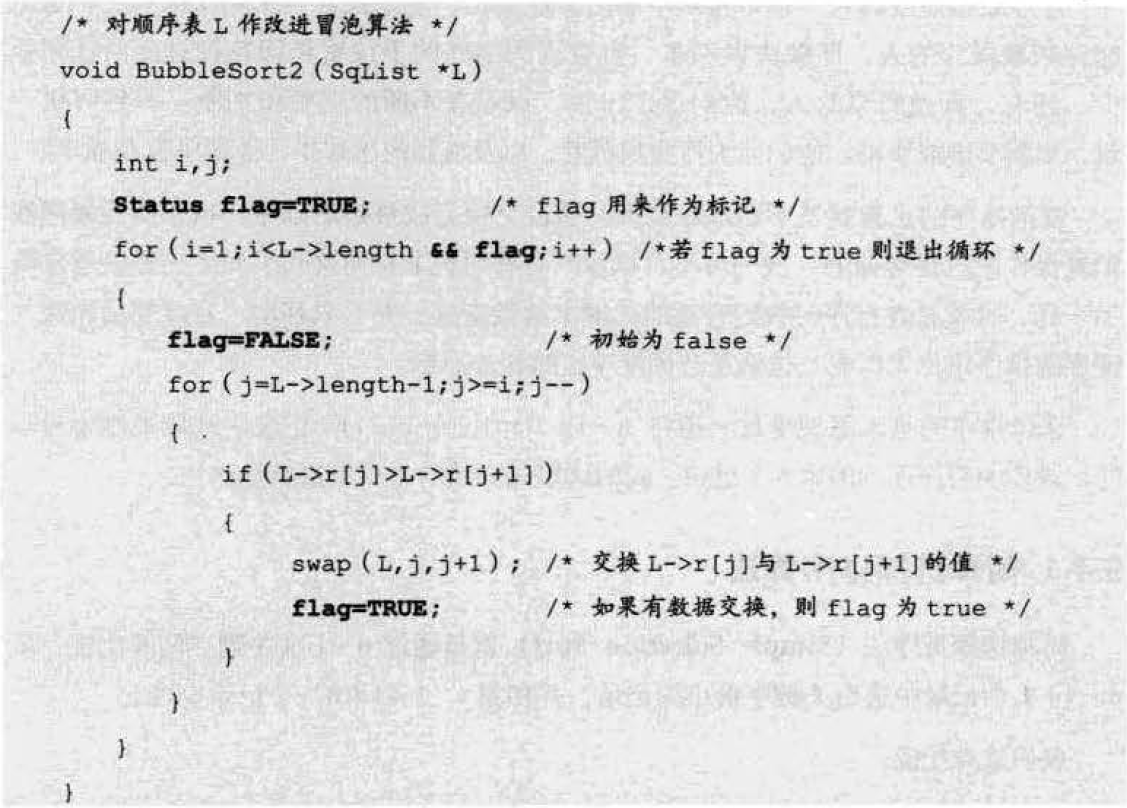 /* 对顺序表 L 作改进冒泡算法 */
void BubbleSort2(SqList *L)
{
int i,j;
Status flag=TRUE; /* flag 用来作为标记 */
for(i=1;i<L->length && flag;i++) /*若 flag 为 true 则退出循环 */
{
flag=FALSE; /* 初始为 false */
for(j=L->length-1;j>=i;j--)
{
if(L->r[j]>L->r[j+1])
{
swap(L,j,j+1); /* 交换L->r[j]与L->r[j+1]的值 */
flag=TRUE; /* 如果有数据交换, 则 flag 为 true */
}
}
}
}